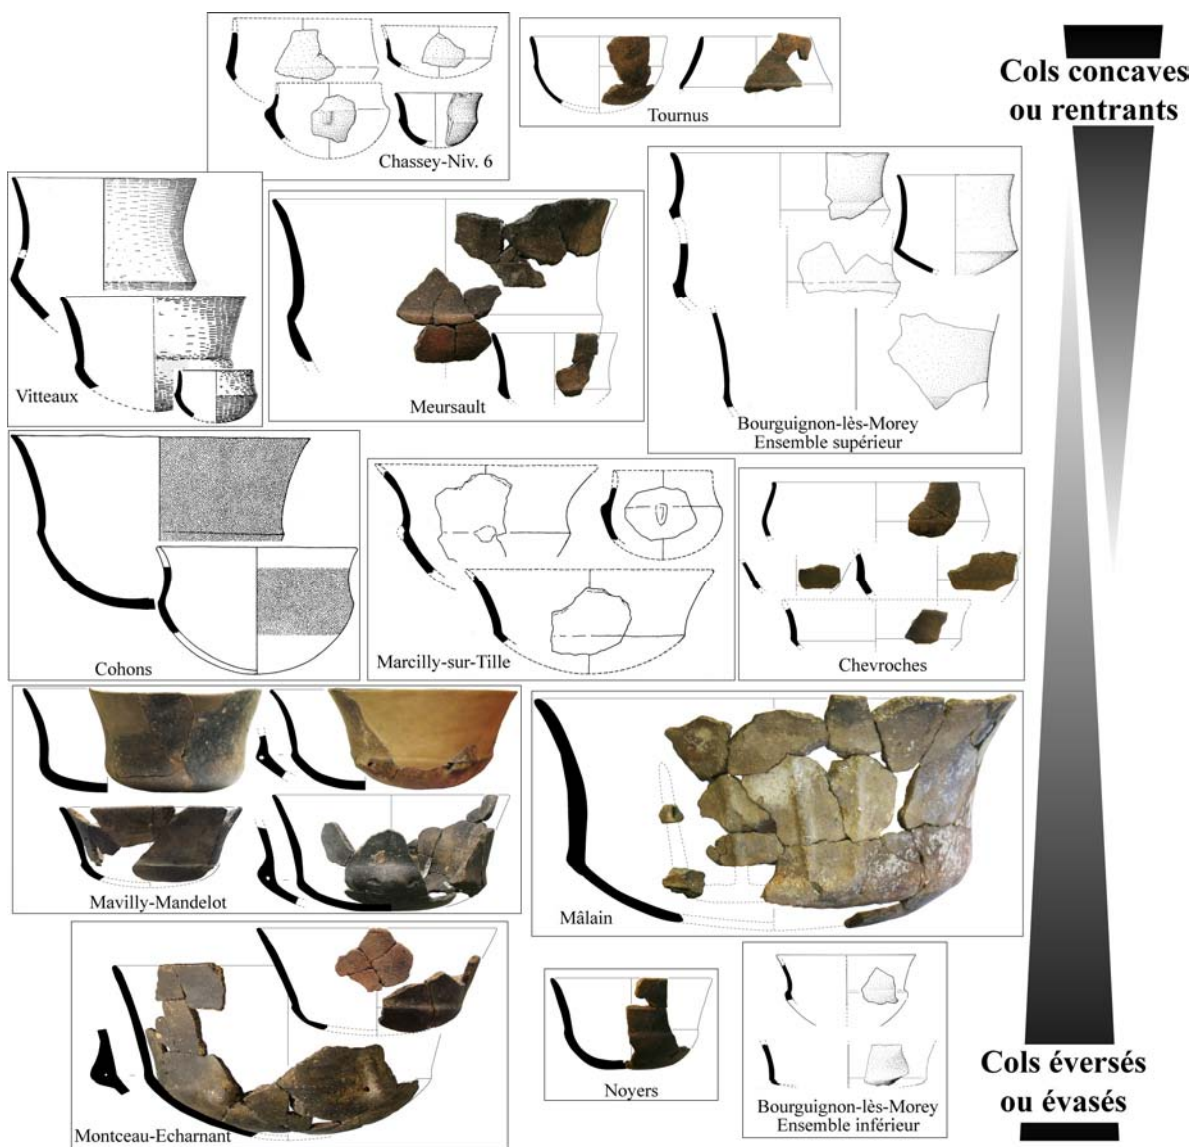 Chassey-Niv. 6
Tournus
Cols concaves
ou rentrants
Vitteaux
Meursault
Bourguignon-lès-Morey
Ensemble supérieur
Cohons
Marcilly-sur-Tille
Chevroches
Mavilly-Mandelot
Mâlain
Montceau-Echarnant
Noyers
Bourguignon-lès-Morey
Ensemble inférieur
Cols éversés
ou évasés